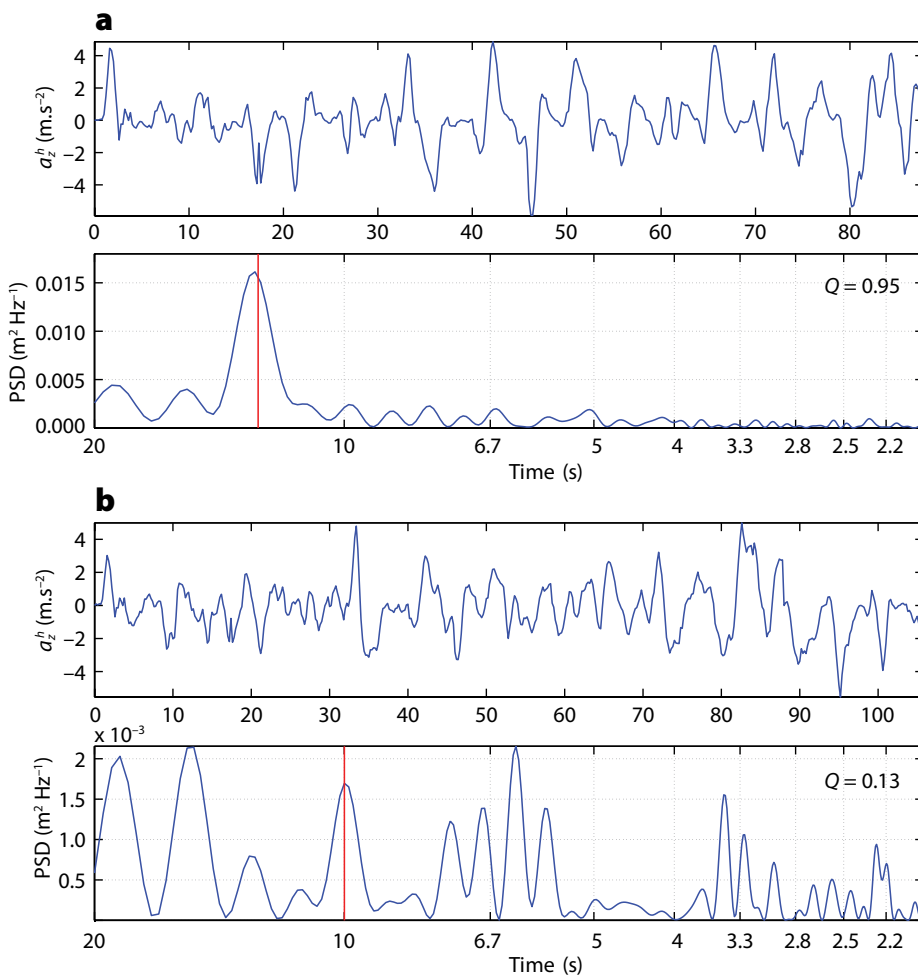 a
a_z^h (m.s⁻²)
4
2
0
−2
−4
0 10 20 30 40 50 60 70 80
PSD (m² Hz⁻¹)
0.015
0.010
0.005
0.000
Q = 0.95
20 10 6.7 5 4 3.3 2.8 2.5 2.2
Time (s)
b
a_z^h (m.s⁻²)
4
2
0
−2
−4
0 10 20 30 40 50 60 70 80 90 100
x 10⁻³
PSD (m² Hz⁻¹)
2
1.5
1
0.5
Q = 0.13
20 10 6.7 5 4 3.3 2.8 2.5 2.2
Time (s)